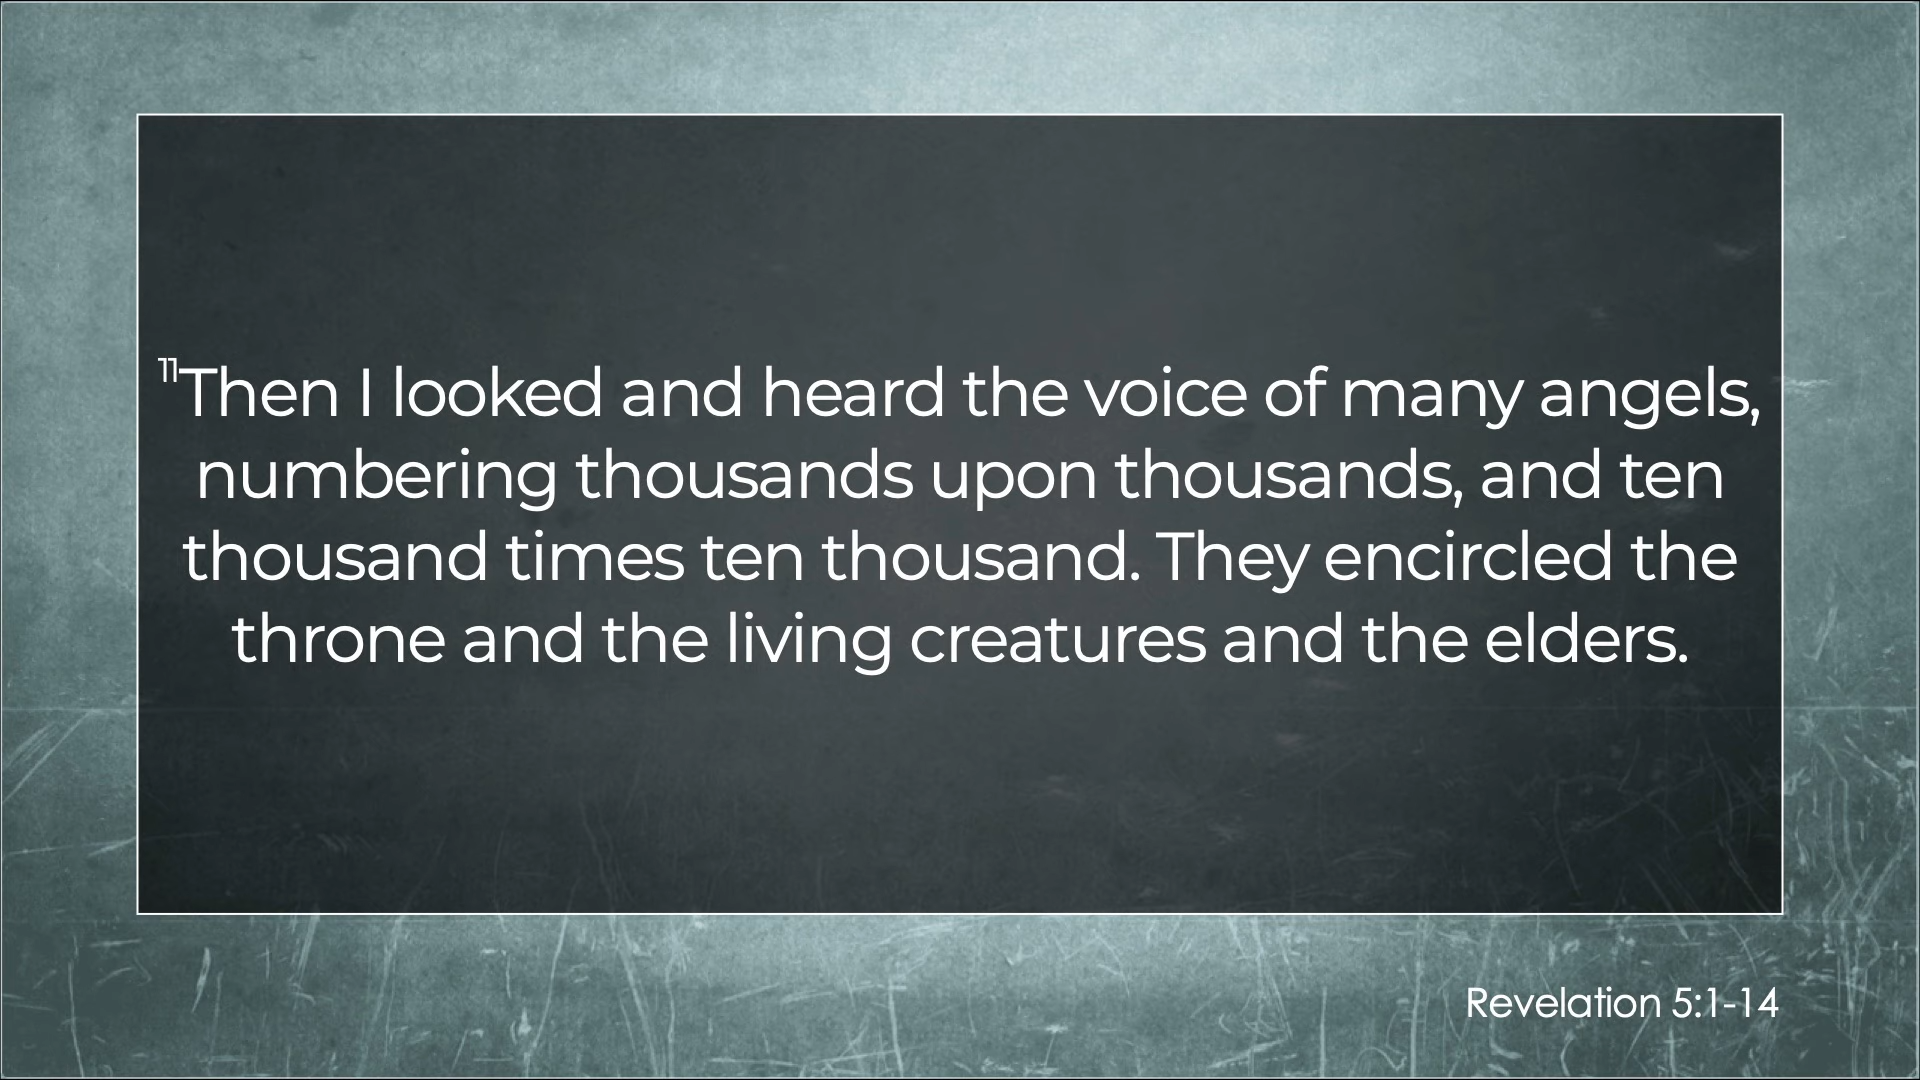 ¹¹Then I looked and heard the voice of many angels,
numbering thousands upon thousands, and ten
thousand times ten thousand. They encircled the
throne and the living creatures and the elders.
Revelation 5:1-14